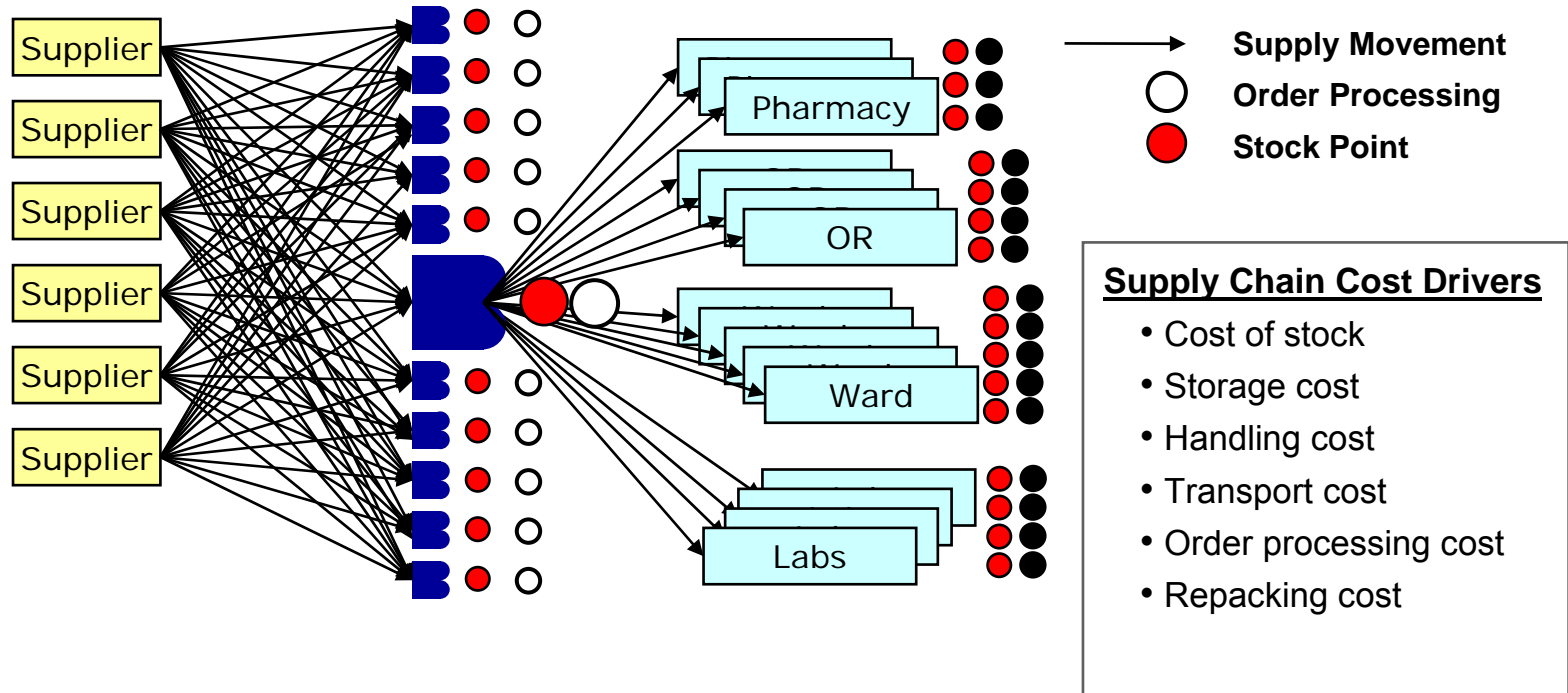 Supplier
Supplier
Supplier
Supplier
Supplier
Supplier
Pharmacy
OR
Ward
Labs
Supply Movement
Order Processing
Stock Point
Supply Chain Cost Drivers
• Cost of stock
• Storage cost
• Handling cost
• Transport cost
• Order processing cost
• Repacking cost